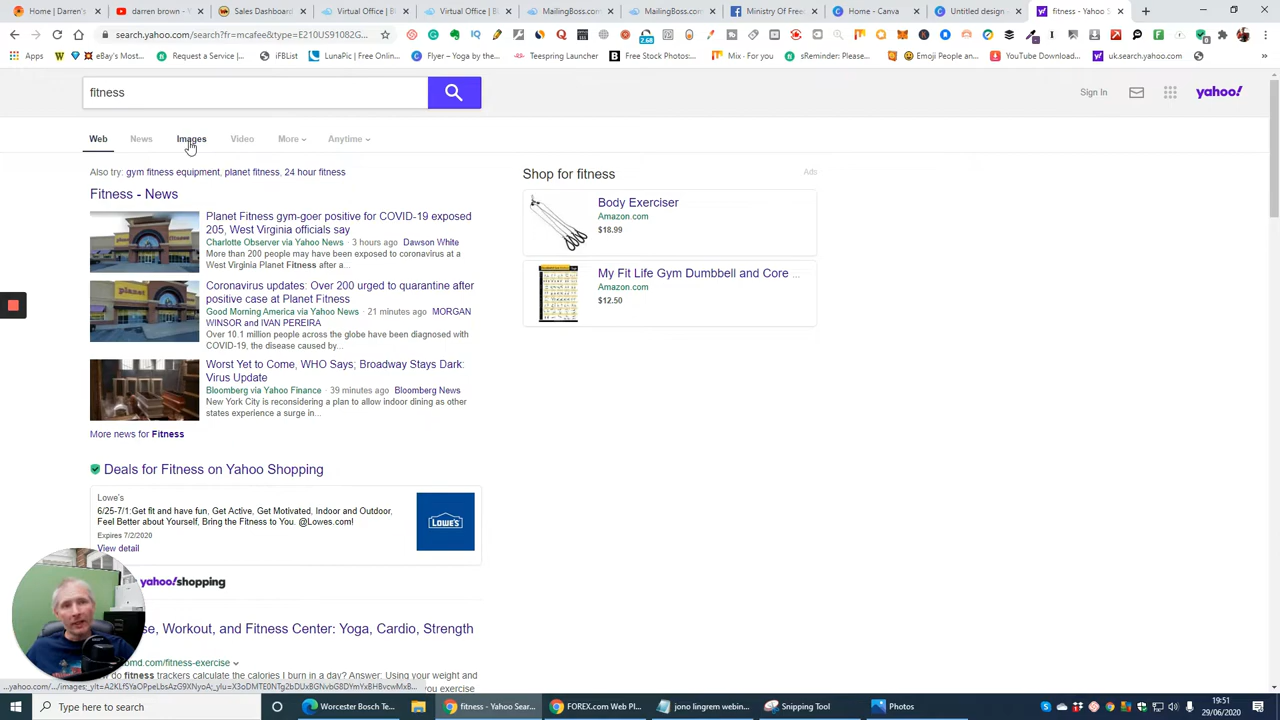 Home - YouTube
darren brown - V
Sales Dashboard
Virtual Office | B
Virtual Office | B
MailingBoss.com
MailingBoss.com
Ministry Of Free
Home - Canva
Untitled design
fitness - Yahoo S
search.yahoo.com/search?fr=mcafee&type=E210US91082G...
2.68
Apps
W
eBay's Most...
Request a Service |...
iFBList
LunaPic | Free Onlin...
Flyer – Yoga by the...
Teespring Launcher
Free Stock Photos:...
Mix · For you
sReminder: Please...
Emoji People and...
YouTube Download...
uk.search.yahoo.com
fitness
Sign In
yahoo!
Web
News
Images
Video
More
Anytime
Also try: gym fitness equipment, planet fitness, 24 hour fitness
Fitness - News
Planet Fitness gym-goer positive for COVID-19 exposed
205, West Virginia officials say
Charlotte Observer via Yahoo News · 3 hours ago Dawson White
More than 200 people may have been exposed to coronavirus at a
West Virginia Planet Fitness after a...
Coronavirus updates: Over 200 urged to quarantine after
positive case at Planet Fitness
Good Morning America via Yahoo News · 21 minutes ago MORGAN
WINSOR and IVAN PEREIRA
Over 10.1 million people across the globe have been diagnosed with
COVID-19, the disease caused by...
Worst Yet to Come, WHO Says; Broadway Stays Dark:
Virus Update
Bloomberg via Yahoo Finance · 39 minutes ago Bloomberg News
New York City is reconsidering a plan to allow indoor dining as other
states experience a surge in...
More news for Fitness
Shop for fitness
Ads
Body Exerciser
Amazon.com
$18.99
My Fit Life Gym Dumbbell and Core ...
Amazon.com
$12.50
Deals for Fitness on Yahoo Shopping
Lowe's
6/25-7/1:Get fit and have fun, Get Active, Get Motivated, Indoor and Outdoor,
Feel Better about Yourself, Bring the Fitness to You. @Lowes.com!
Expires 7/2/2020
View detail
LOWE'S
yahoo!shopping
se, Workout, and Fitness Center: Yoga, Cardio, Strength
bmd.com/fitness-exercise
do fitness trackers calculate the calories I burn in a day? Answer: Using your weight and
you exercise
Type here to search
Worcester Bosch Te...
fitness - Yahoo Sear...
FOREX.com Web Pl...
jono lingrem webin...
Snipping Tool
Photos
19:51
29/06/2020